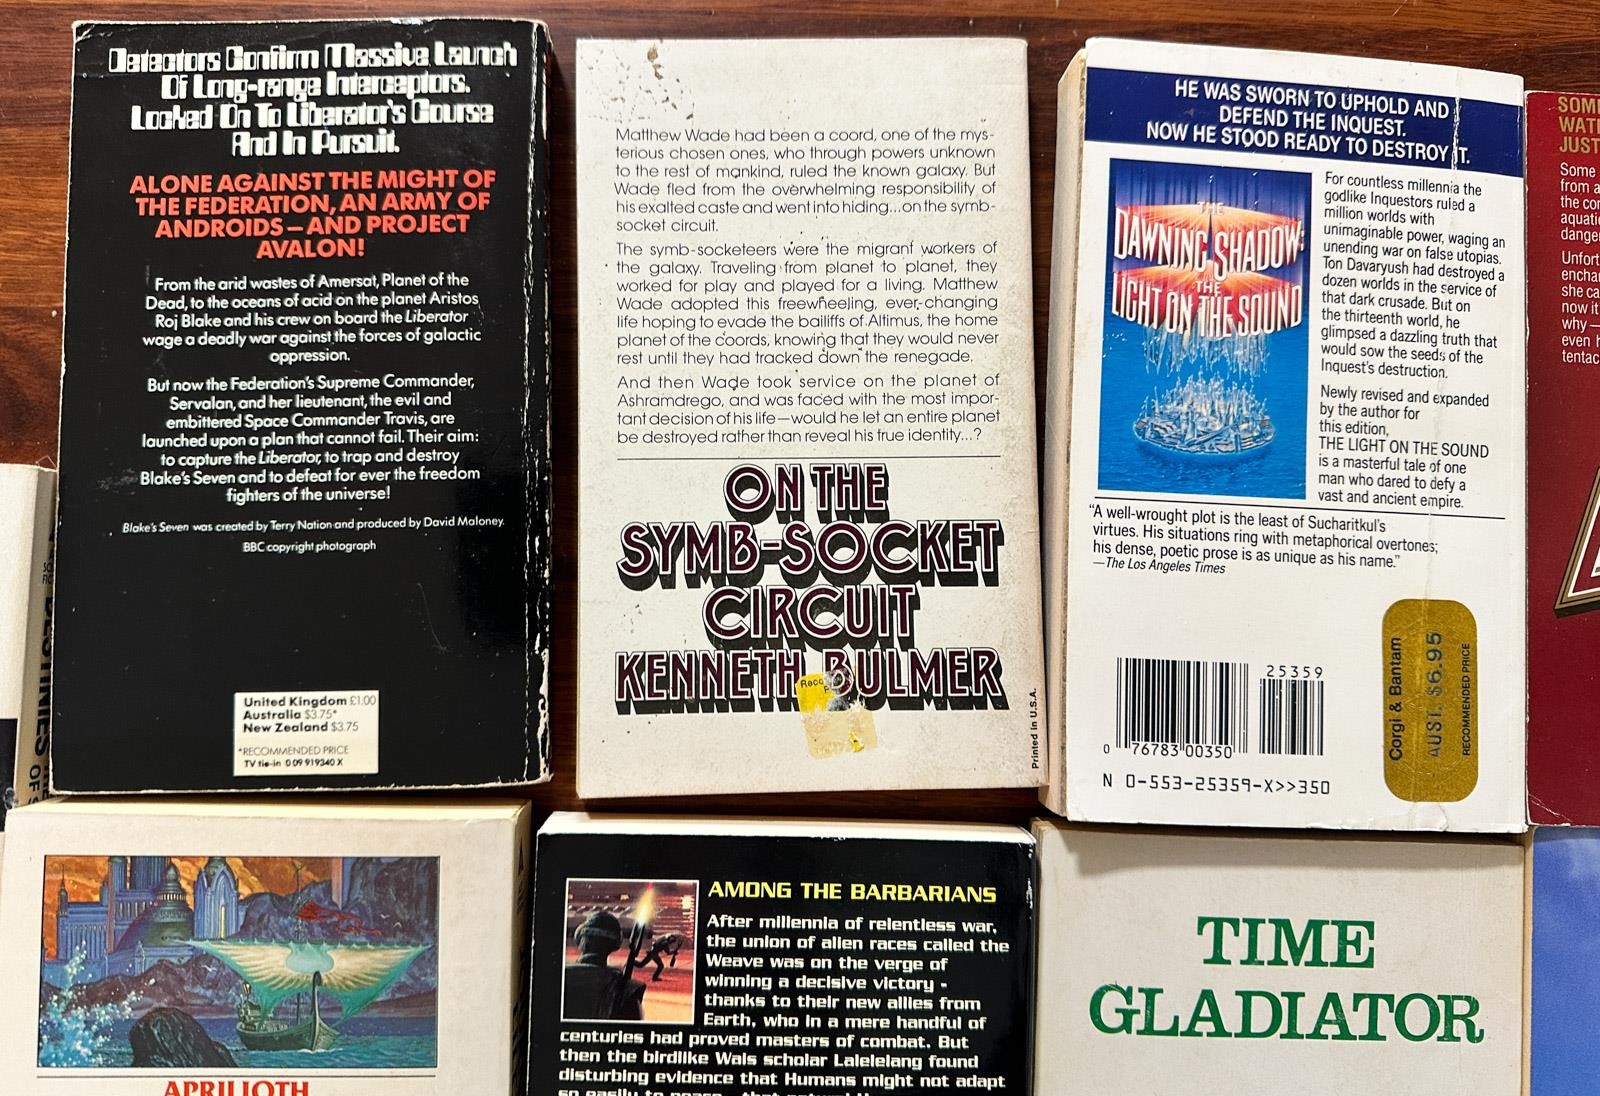 Detectors Confirm Massive Launch
Of Long-range Interceptors.
Locked On To Liberator's Course
And In Pursuit.
ALONE AGAINST THE MIGHT OF
THE FEDERATION, AN ARMY OF
ANDROIDS—AND PROJECT
AVALON!
From the arid wastes of Amersat, Planet of the
Dead, to the oceans of acid on the planet Aristos
Roj Blake and his crew on board the Liberator
wage a deadly war against the forces of galactic
oppression.
But now the Federation's Supreme Commander,
Servalan, and her lieutenant, the evil and
embittered Space Commander Travis, are
launched upon a plan that cannot fail. Their aim:
to capture the Liberator, to trap and destroy
Blake's Seven and to defeat for ever the freedom
fighters of the universe!
Blake's Seven was created by Terry Nation and produced by David Maloney.
BBC copyright photograph
United Kingdom £1.00
Australia $3.75*
New Zealand $3.75
*RECOMMENDED PRICE
TV tie-in 0 09 919340 X
Matthew Wade had been a coord, one of the mys-
terious chosen ones, who through powers unknown
to the rest of mankind, ruled the known galaxy. But
Wade fled from the overwhelming responsibility of
his exalted caste and went into hiding...on the symb-
socket circuit.
The symb-socketeers were the migrant workers of
the galaxy. Traveling from planet to planet, they
worked for play and played for a living. Matthew
Wade adopted this freewheeling, ever-changing
life hoping to evade the bailiffs of Altimus, the home
planet of the coords, knowing that they would never
rest until they had tracked down the renegade.
And then Wade took service on the planet of
Ashramdrego, and was faced with the most impor-
tant decision of his life—would he let an entire planet
be destroyed rather than reveal his true identity...?
ON THE
SYMB-SOCKET
CIRCUIT
KENNETH BULMER
Printed in U.S.A.
HE WAS SWORN TO UPHOLD AND
DEFEND THE INQUEST.
NOW HE STOOD READY TO DESTROY IT.
THE
DAWNING SHADOW:
THE
LIGHT ON THE SOUND
For countless millennia the
godlike Inquestors ruled a
million worlds with
unimaginable power, waging an
unending war on false utopias.
Ton Davaryush had destroyed a
dozen worlds in the service of
that dark crusade. But on
the thirteenth world, he
glimpsed a dazzling truth that
would sow the seeds of the
Inquest's destruction.
Newly revised and expanded
by the author for
this edition,
THE LIGHT ON THE SOUND
is a masterful tale of one
man who dared to defy a
vast and ancient empire.
"A well-wrought plot is the least of Sucharitkul's
virtues. His situations ring with metaphorical overtones;
his dense, poetic prose is as unique as his name."
—The Los Angeles Times
25359
0 76783 00350
N 0-553-25359-X>>350
Corgi & Bantam
AUST. $6.95
RECOMMENDED PRICE
WAT
JUST
Some
from a
the
now it
why—
DESTINIES
OF
APRILIOTH
AMONG THE BARBARIANS
After millennia of relentless war,
the union of alien races called the
Weave was on the verge of
winning a decisive victory -
thanks to their new allies from
Earth, who in a mere handful of
centuries had proved masters of combat. But
then the birdlike Wais scholar Lalelelang found
disturbing evidence that Humans might not adapt
so easily to peace
TIME
GLADIATOR